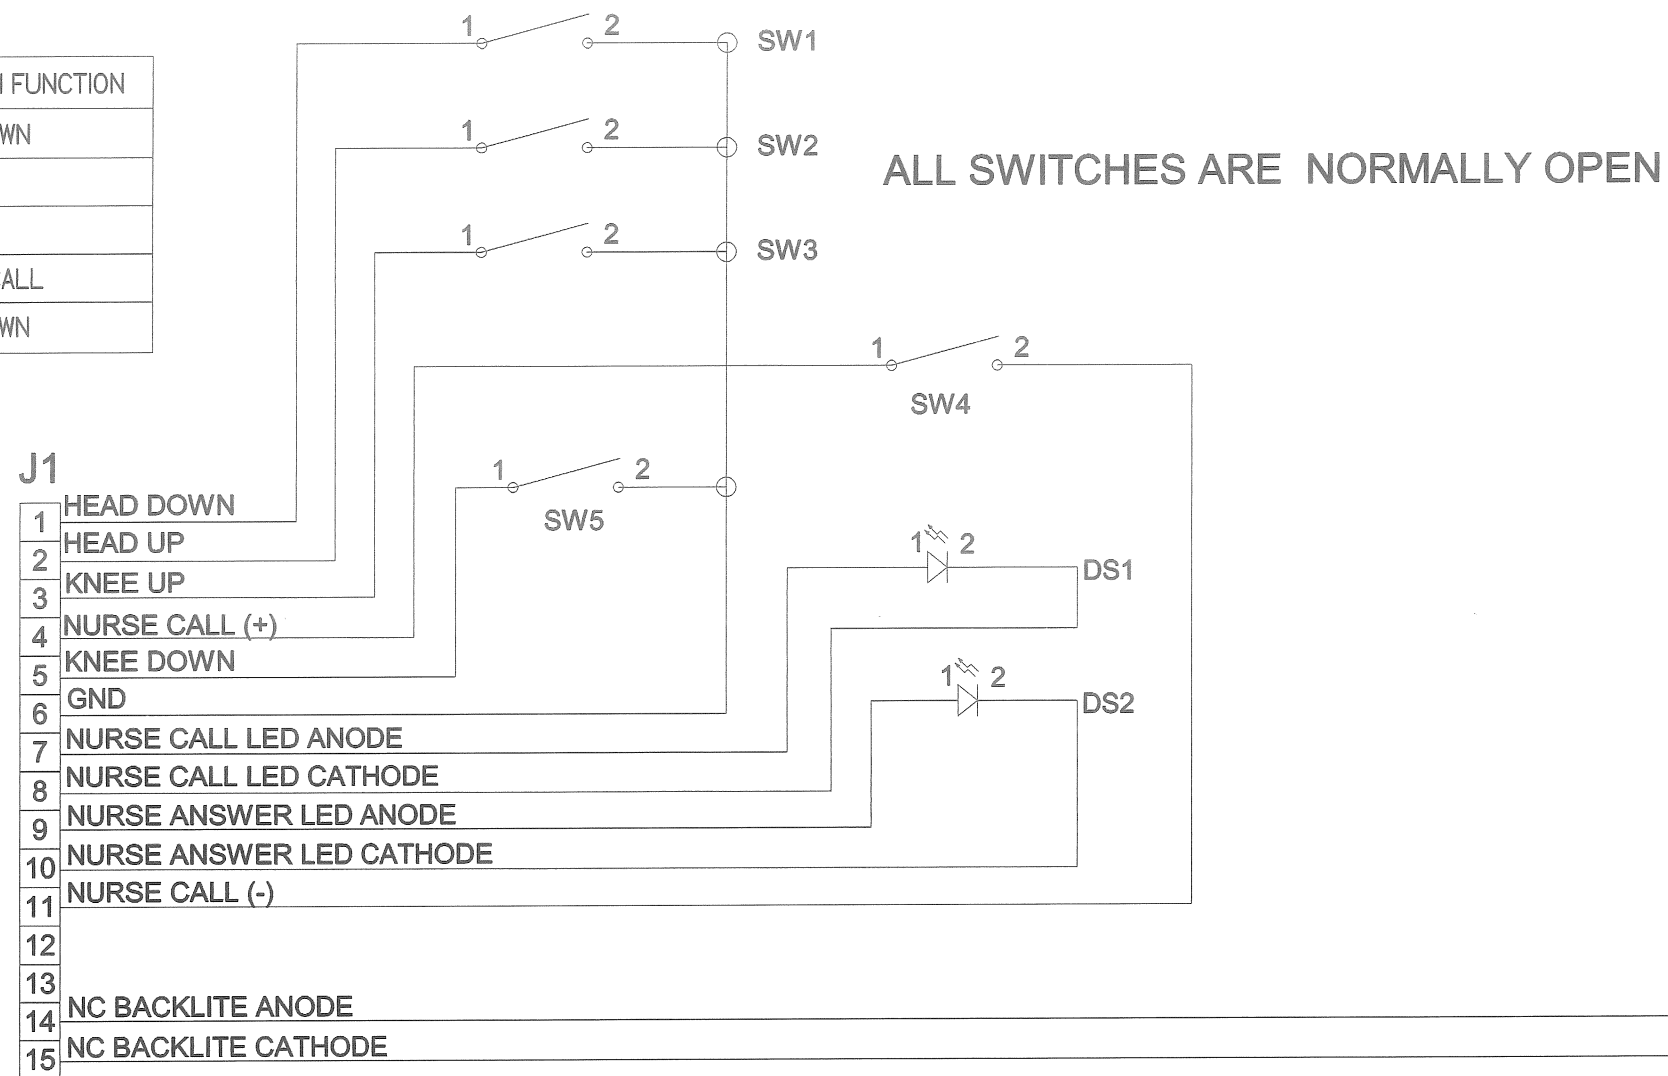 1 2 SW1
FUNCTION
WN
1 2 SW2
ALL SWITCHES ARE NORMALLY OPEN
1 2 SW3
CALL
WN
1 2
SW4
J1
1 2
SW5
1 HEAD DOWN
2 HEAD UP
1 2 DS1
3 KNEE UP
4 NURSE CALL (+)
5 KNEE DOWN
1 2 DS2
6 GND
7 NURSE CALL LED ANODE
8 NURSE CALL LED CATHODE
9 NURSE ANSWER LED ANODE
10 NURSE ANSWER LED CATHODE
11 NURSE CALL (-)
12
13
14 NC BACKLITE ANODE
15 NC BACKLITE CATHODE